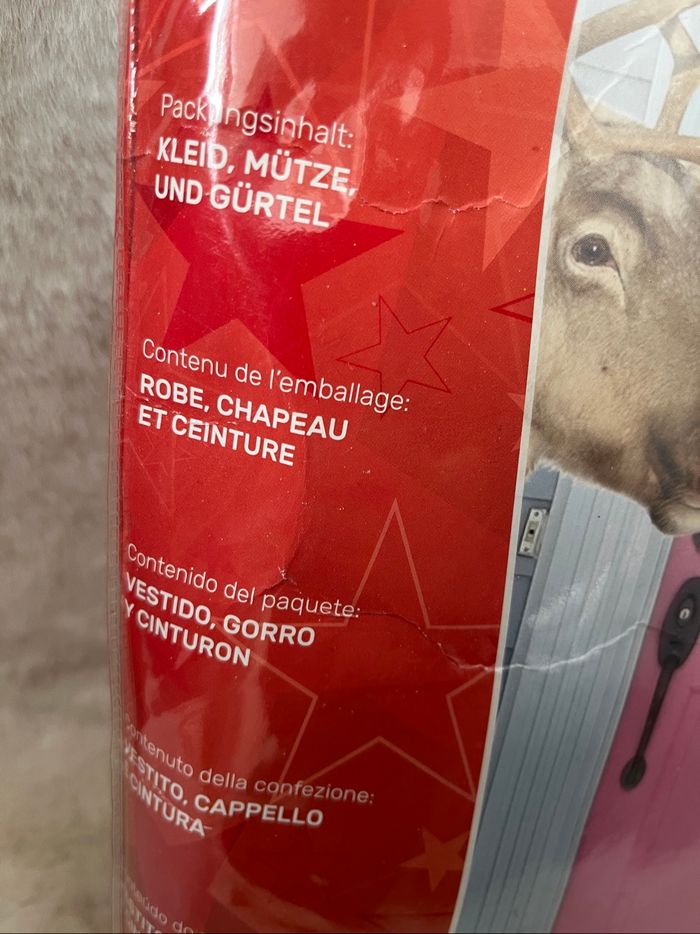 Packungsinhalt:
KLEID, MÜTZE,
UND GÜRTEL
Contenu de l'emballage:
ROBE, CHAPEAU
ET CEINTURE
Contenido del paquete:
VESTIDO, GORRO
Y CINTURON
Contenuto della confezione:
VESTITO, CAPPELLO
CINTURA